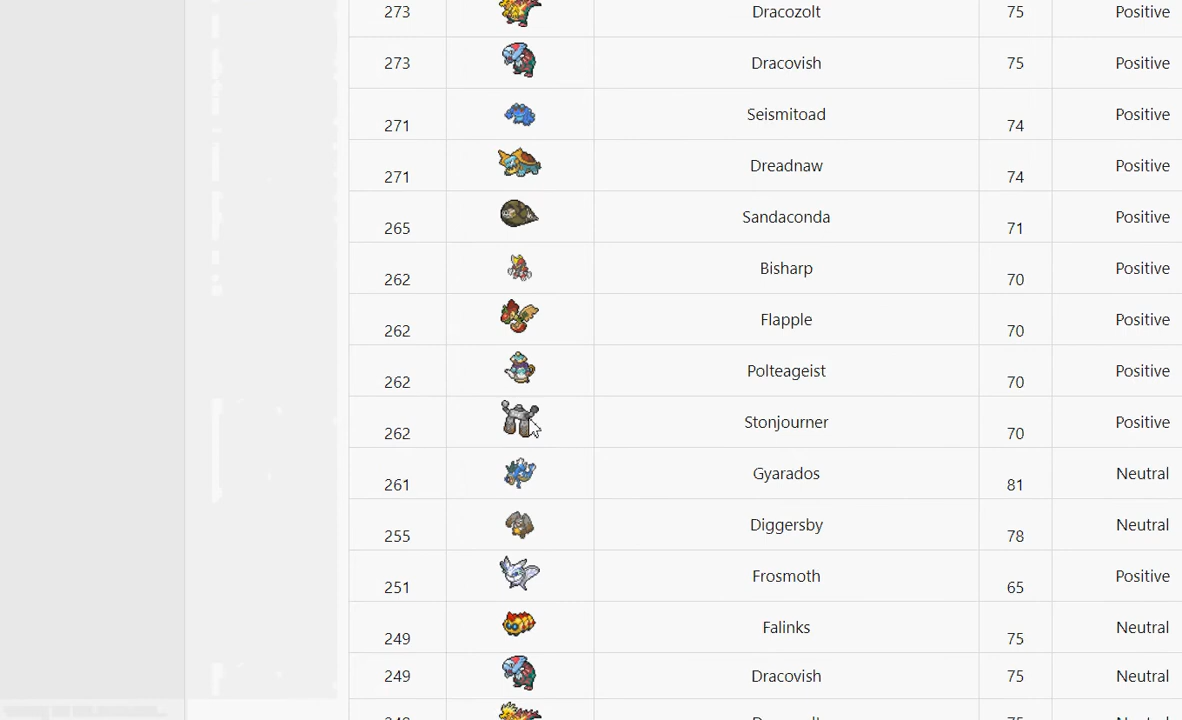 273 Dracozolt 75 Positive
273 Dracovish 75 Positive
271 Seismitoad 74 Positive
271 Dreadnaw 74 Positive
265 Sandaconda 71 Positive
262 Bisharp 70 Positive
262 Flapple 70 Positive
262 Polteageist 70 Positive
262 Stonjourner 70 Positive
261 Gyarados 81 Neutral
255 Diggersby 78 Neutral
251 Frosmoth 65 Positive
249 Falinks 75 Neutral
249 Dracovish 75 Neutral